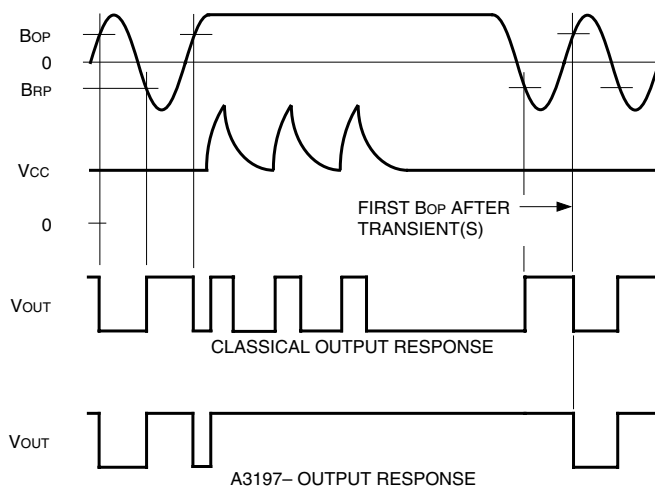 BOP
0
BRP
VCC
0
FIRST BOP AFTER
TRANSIENT(S)
VOUT
CLASSICAL OUTPUT RESPONSE
VOUT
A3197– OUTPUT RESPONSE